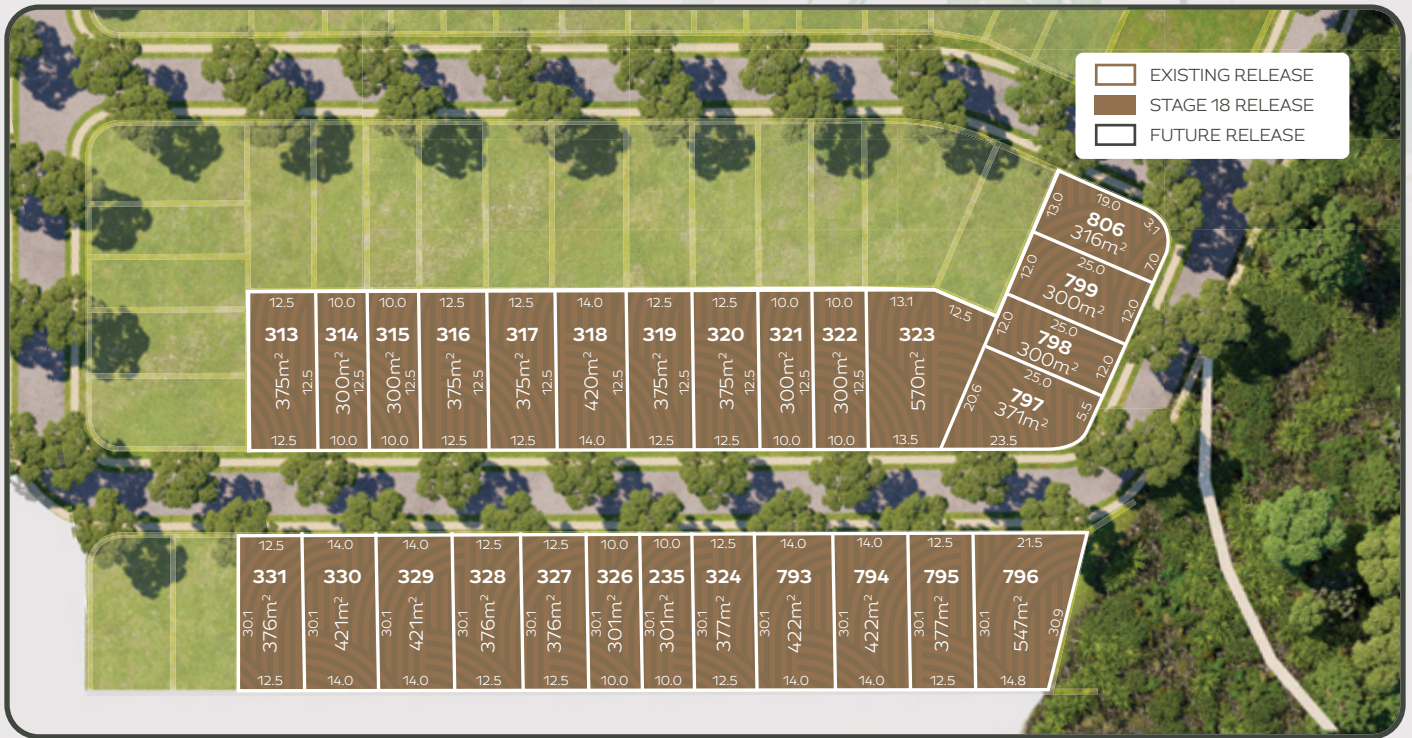 EXISTING RELEASE
STAGE 18 RELEASE
FUTURE RELEASE
19.0
13.0
3.1
806
316m²
7.0
25.0
12.0
799
300m²
12.0
25.0
12.0
798
300m²
12.0
25.0
20.6
797
371m²
5.5
23.5
12.5 10.0 10.0 12.5 12.5 14.0 12.5 12.5 10.0 10.0 13.1 12.5
313 314 315 316 317 318 319 320 321 322 323
375m² 300m² 300m² 375m² 375m² 420m² 375m² 375m² 300m² 300m² 570m²
12.5 12.5 12.5 12.5 12.5 12.5 12.5 12.5 12.5 12.5
12.5 10.0 10.0 12.5 12.5 14.0 12.5 12.5 10.0 10.0 13.5
12.5 14.0 14.0 12.5 12.5 10.0 10.0 12.5 14.0 14.0 12.5 21.5
331 330 329 328 327 326 235 324 793 794 795 796
30.1 30.1 30.1 30.1 30.1 30.1 30.1 30.1 30.1 30.1 30.1 30.1 30.9
376m² 421m² 421m² 376m² 376m² 301m² 301m² 377m² 422m² 422m² 377m² 547m²
12.5 14.0 14.0 12.5 12.5 10.0 10.0 12.5 14.0 14.0 12.5 14.8